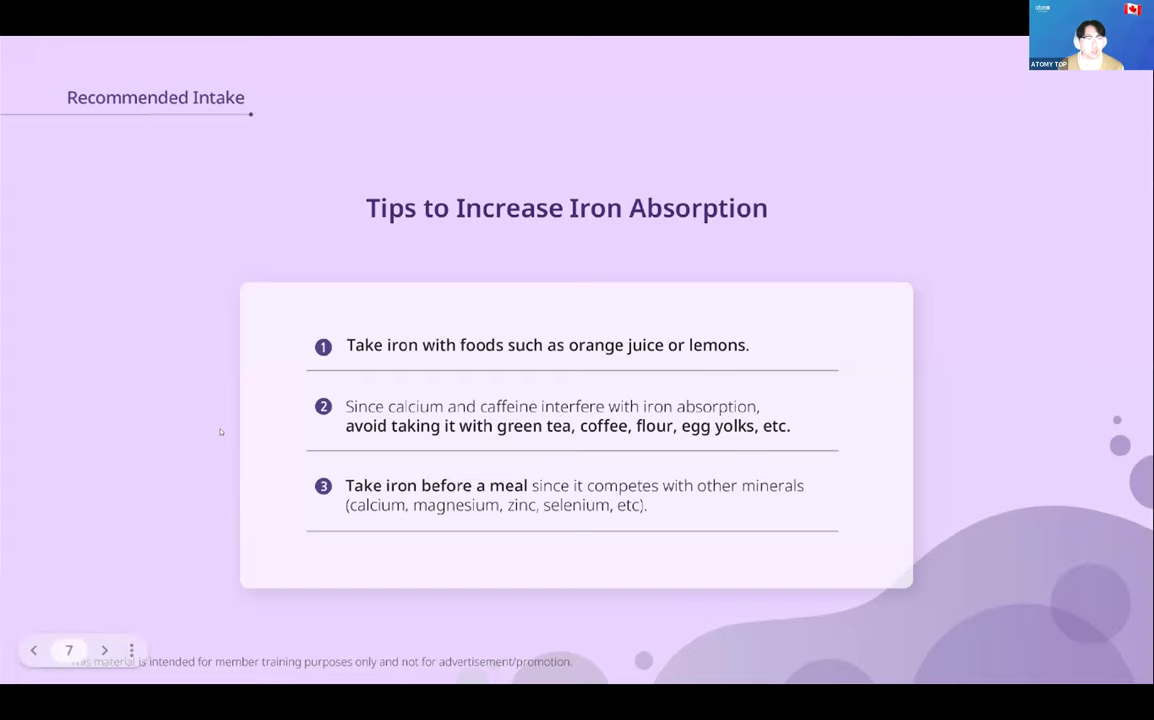 ATOMY TOP
Recommended Intake
Tips to Increase Iron Absorption
1 Take iron with foods such as orange juice or lemons.
2 Since calcium and caffeine interfere with iron absorption,
avoid taking it with green tea, coffee, flour, egg yolks, etc.
3 Take iron before a meal since it competes with other minerals
(calcium, magnesium, zinc, selenium, etc).
7
This material is intended for member training purposes only and not for advertisement/promotion.